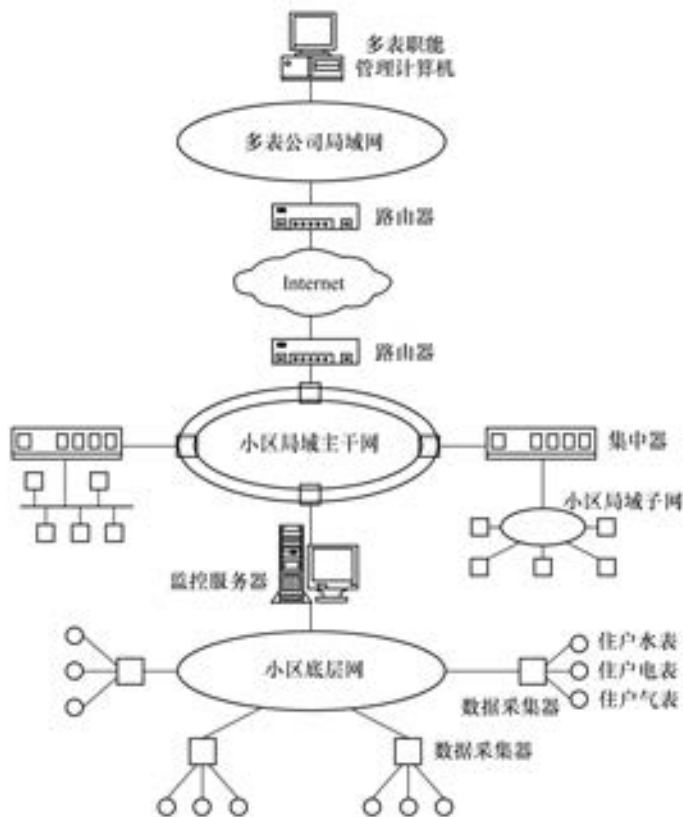 多表职能
管理计算机
多表公司局域网
路由器
Internet
路由器
小区局域主干网
集中器
小区局域子网
监控服务器
小区底层网
住户水表
住户电表
住户气表
数据采集器
数据采集器